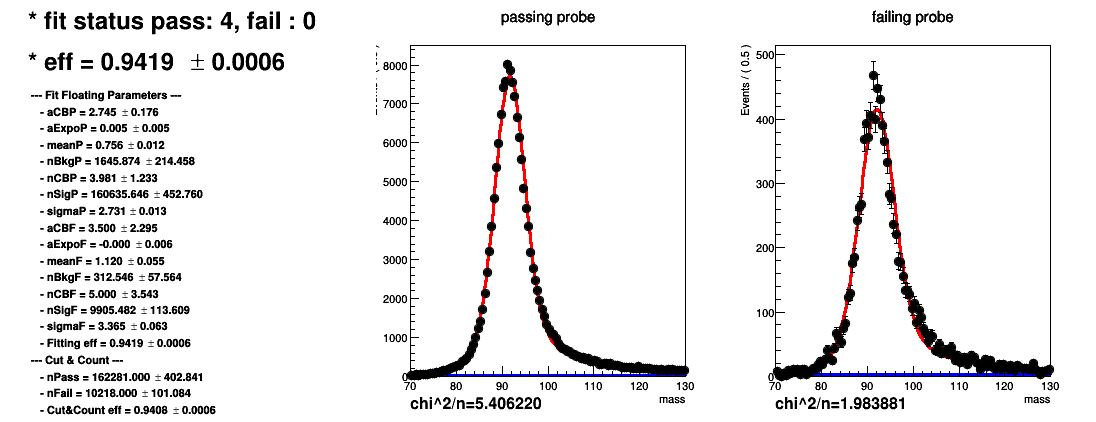 * fit status pass: 4, fail : 0
* eff = 0.9419 ± 0.0006
--- Fit Floating Parameters ---
- aCBP = 2.745 ± 0.176
- aExpoP = 0.005 ± 0.005
- meanP = 0.756 ± 0.012
- nBkgP = 1645.874 ± 214.458
- nCBP = 3.981 ± 1.233
- nSigP = 160635.646 ± 452.760
- sigmaP = 2.731 ± 0.013
- aCBF = 3.500 ± 2.295
- aExpoF = -0.000 ± 0.006
- meanF = 1.120 ± 0.055
- nBkgF = 312.546 ± 57.564
- nCBF = 5.000 ± 3.543
- nSigF = 9905.482 ± 113.609
- sigmaF = 3.365 ± 0.063
- Fitting eff = 0.9419 ± 0.0006
--- Cut & Count ---
- nPass = 162281.000 ± 402.841
- nFail = 10218.000 ± 101.084
- Cut&Count eff = 0.9408 ± 0.0006
passing probe
8000
7000
6000
5000
4000
3000
2000
1000
0
70 80 90 100 110 120 130
mass
chi^2/n=5.406220
failing probe
Events / ( 0.5 )
500
400
300
200
100
0
70 80 90 100 110 120 130
mass
chi^2/n=1.983881